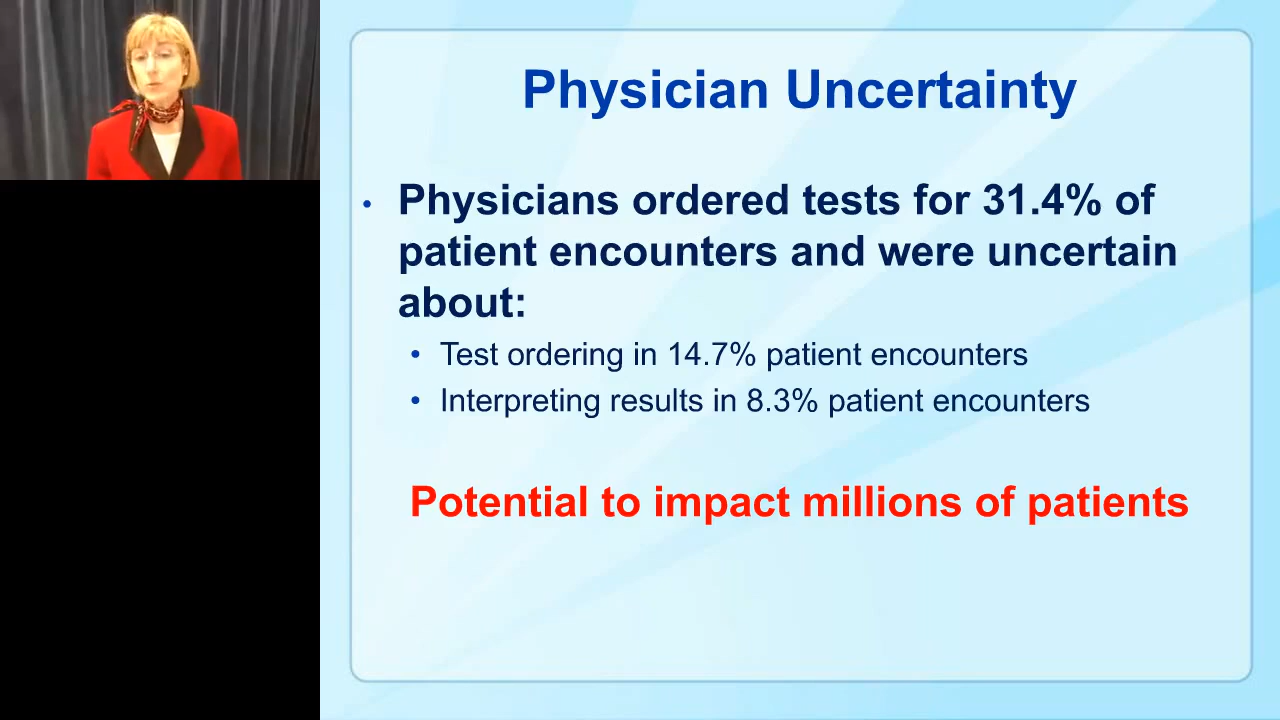 Physician Uncertainty
• Physicians ordered tests for 31.4% of
patient encounters and were uncertain
about:
• Test ordering in 14.7% patient encounters
• Interpreting results in 8.3% patient encounters
Potential to impact millions of patients